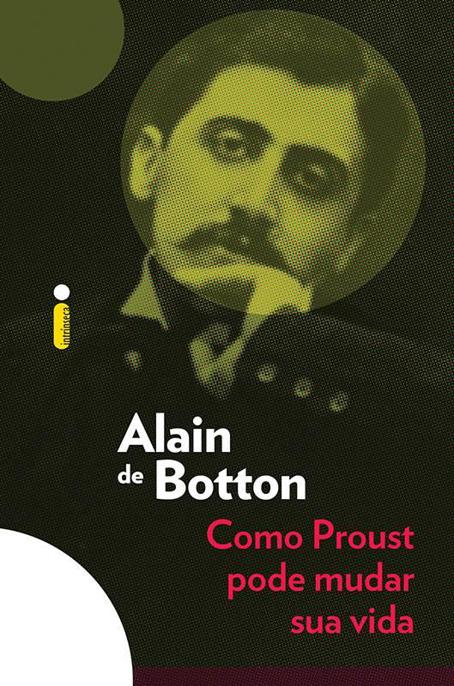 intrínseca
Alain
de Botton
Como Proust
pode mudar
sua vida